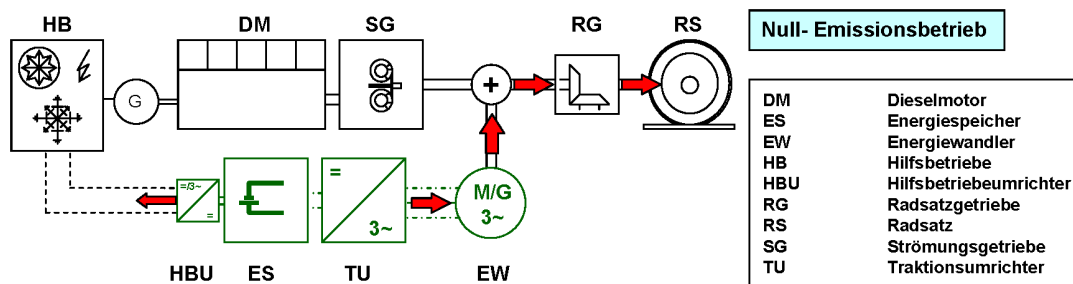 HB DM SG RG RS
Null- Emissionsbetrieb
G
+
=/3~
=
=
3~
M/G
3~
HBU ES TU EW
DM Dieselmotor
ES Energiespeicher
EW Energiewandler
HB Hilfsbetriebe
HBU Hilfsbetriebeumrichter
RG Radsatzgetriebe
RS Radsatz
SG Strömungsgetriebe
TU Traktionsumrichter